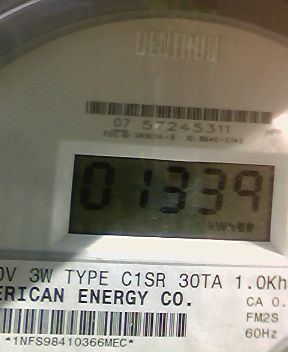 CENTRON®
07 57245311
01339
kWh
0V 3W TYPE C1SR 30TA 1.0Kh
ERICAN ENERGY CO.
CA 0.
FM2S
60Hz
*1NFS98410366MEC*